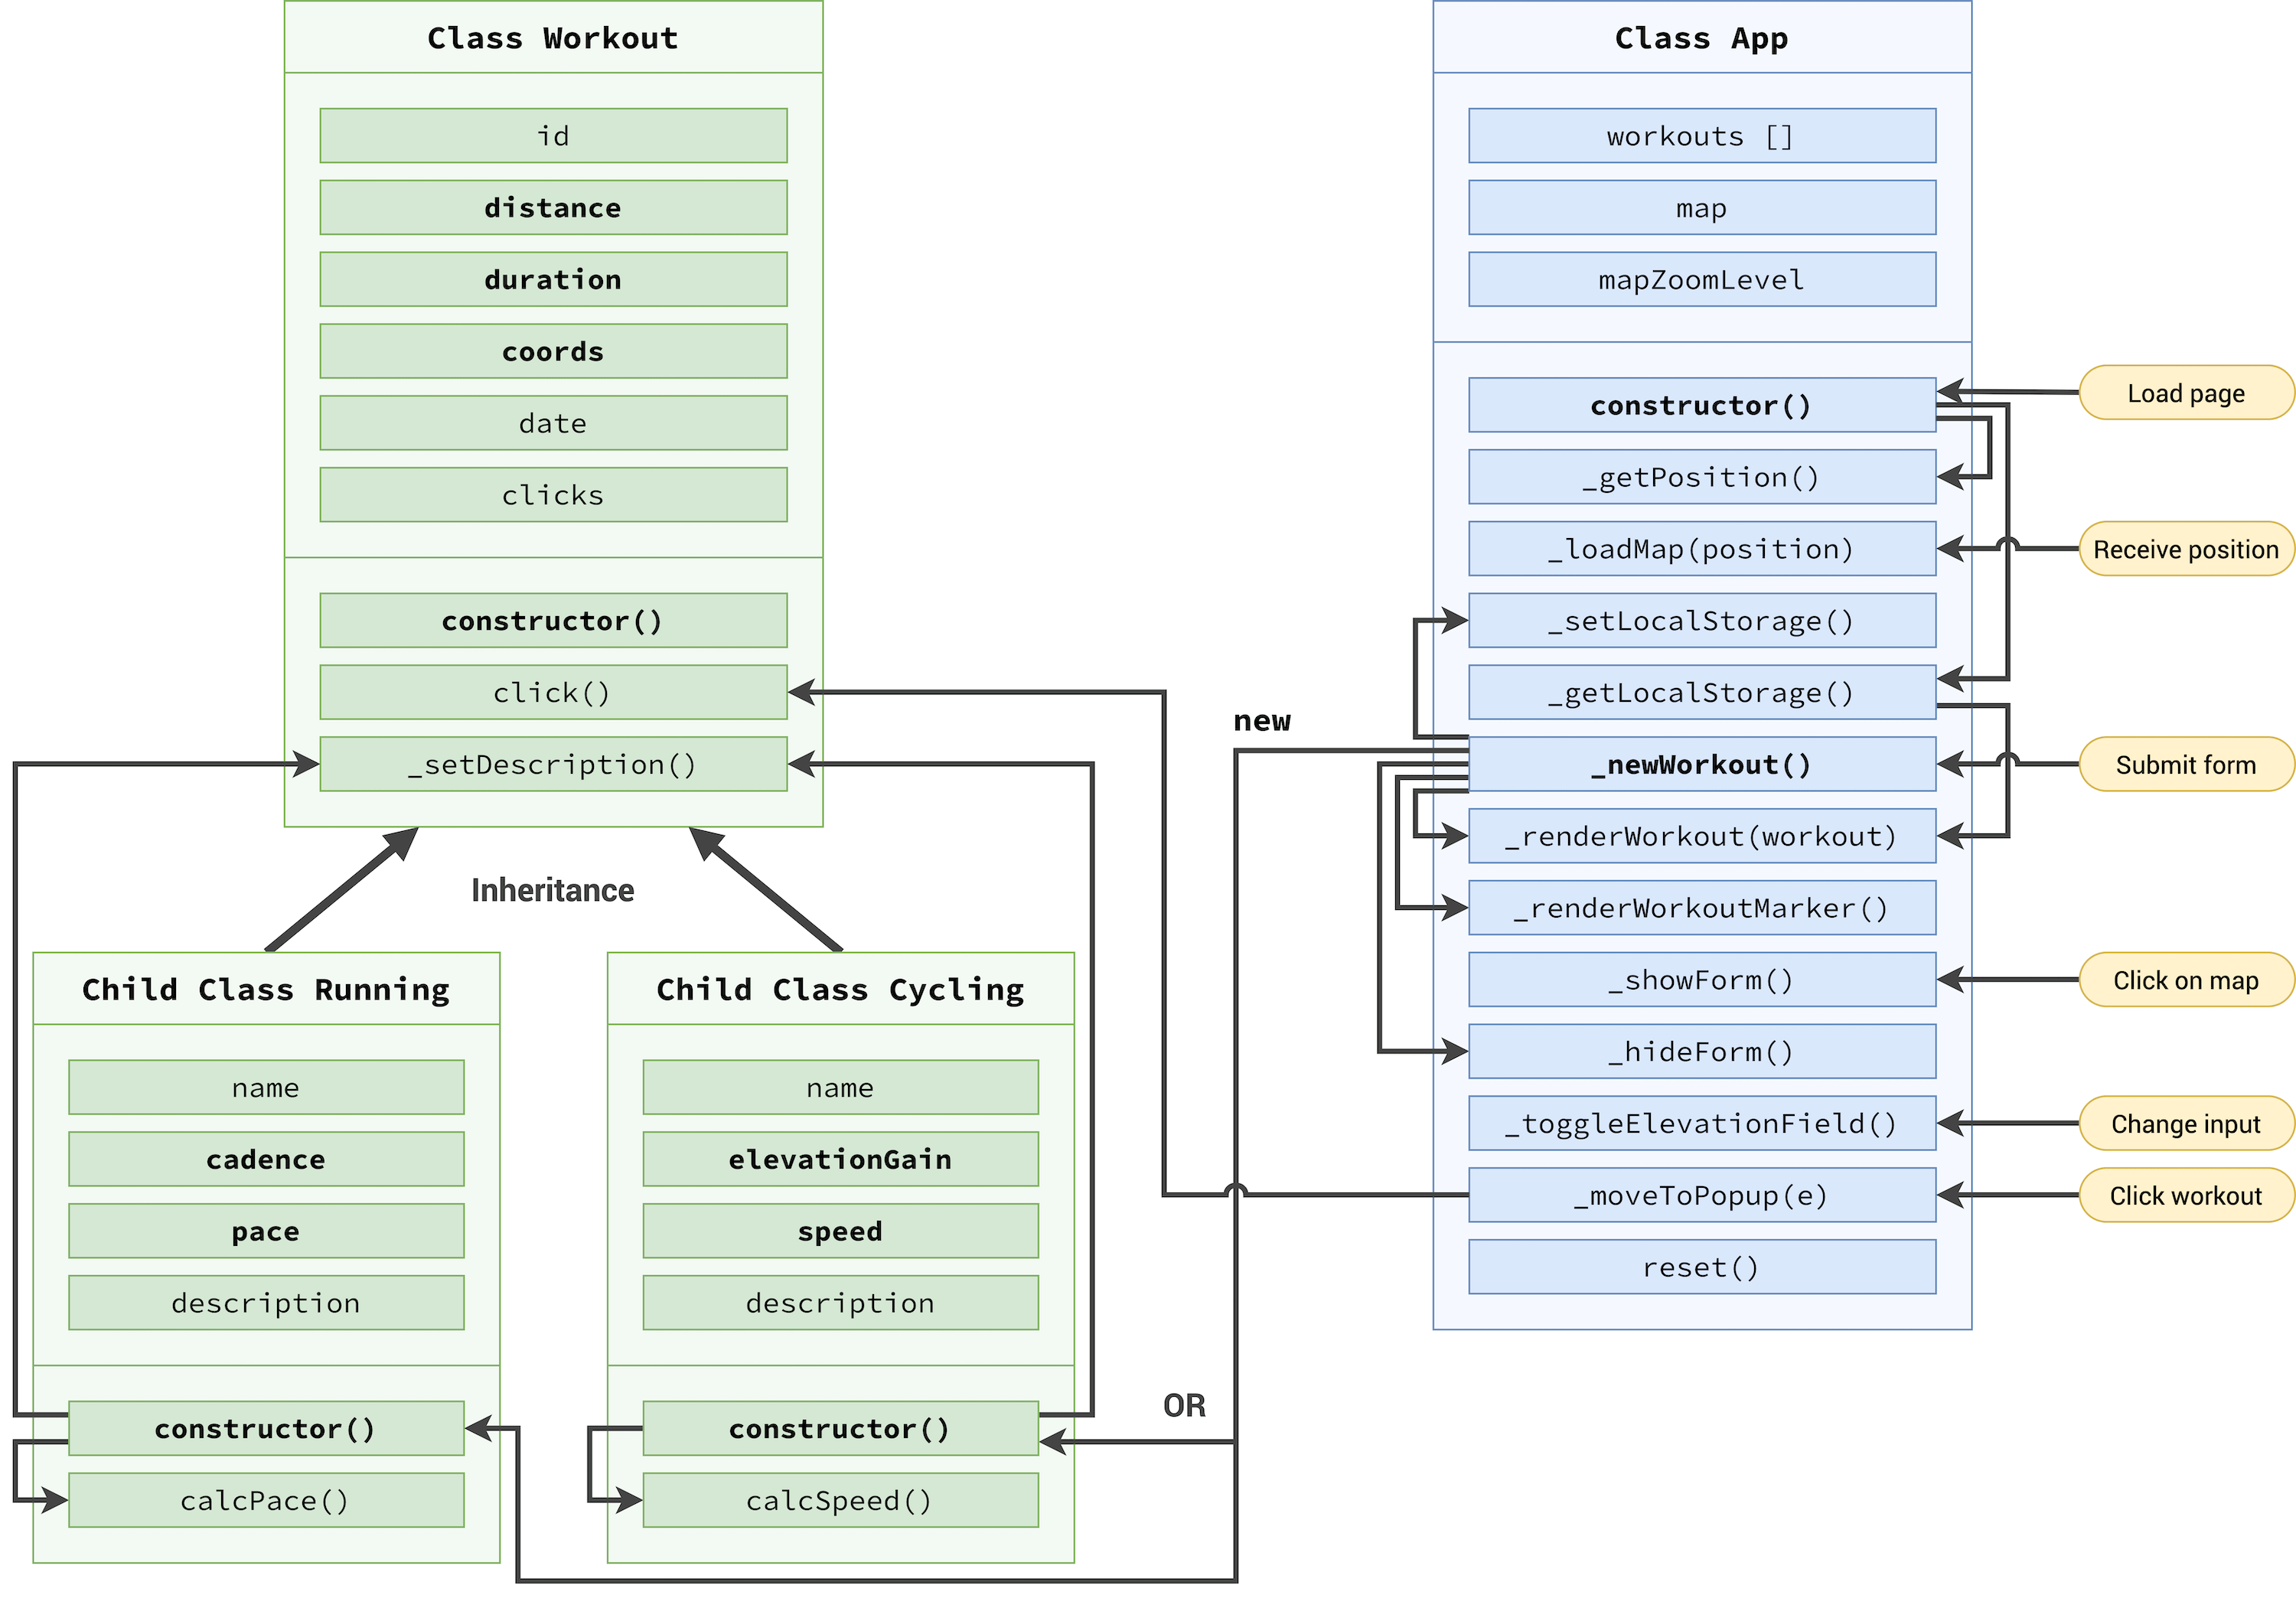 Class Workout
id
distance
duration
coords
date
clicks
constructor()
click()
_setDescription()
Inheritance
Child Class Running
name
cadence
pace
description
constructor()
calcPace()
Child Class Cycling
name
elevationGain
speed
description
constructor()
calcSpeed()
new
OR
Class App
workouts []
map
mapZoomLevel
constructor()
_getPosition()
_loadMap(position)
_setLocalStorage()
_getLocalStorage()
_newWorkout()
_renderWorkout(workout)
_renderWorkoutMarker()
_showForm()
_hideForm()
_toggleElevationField()
_moveToPopup(e)
reset()
Load page
Receive position
Submit form
Click on map
Change input
Click workout